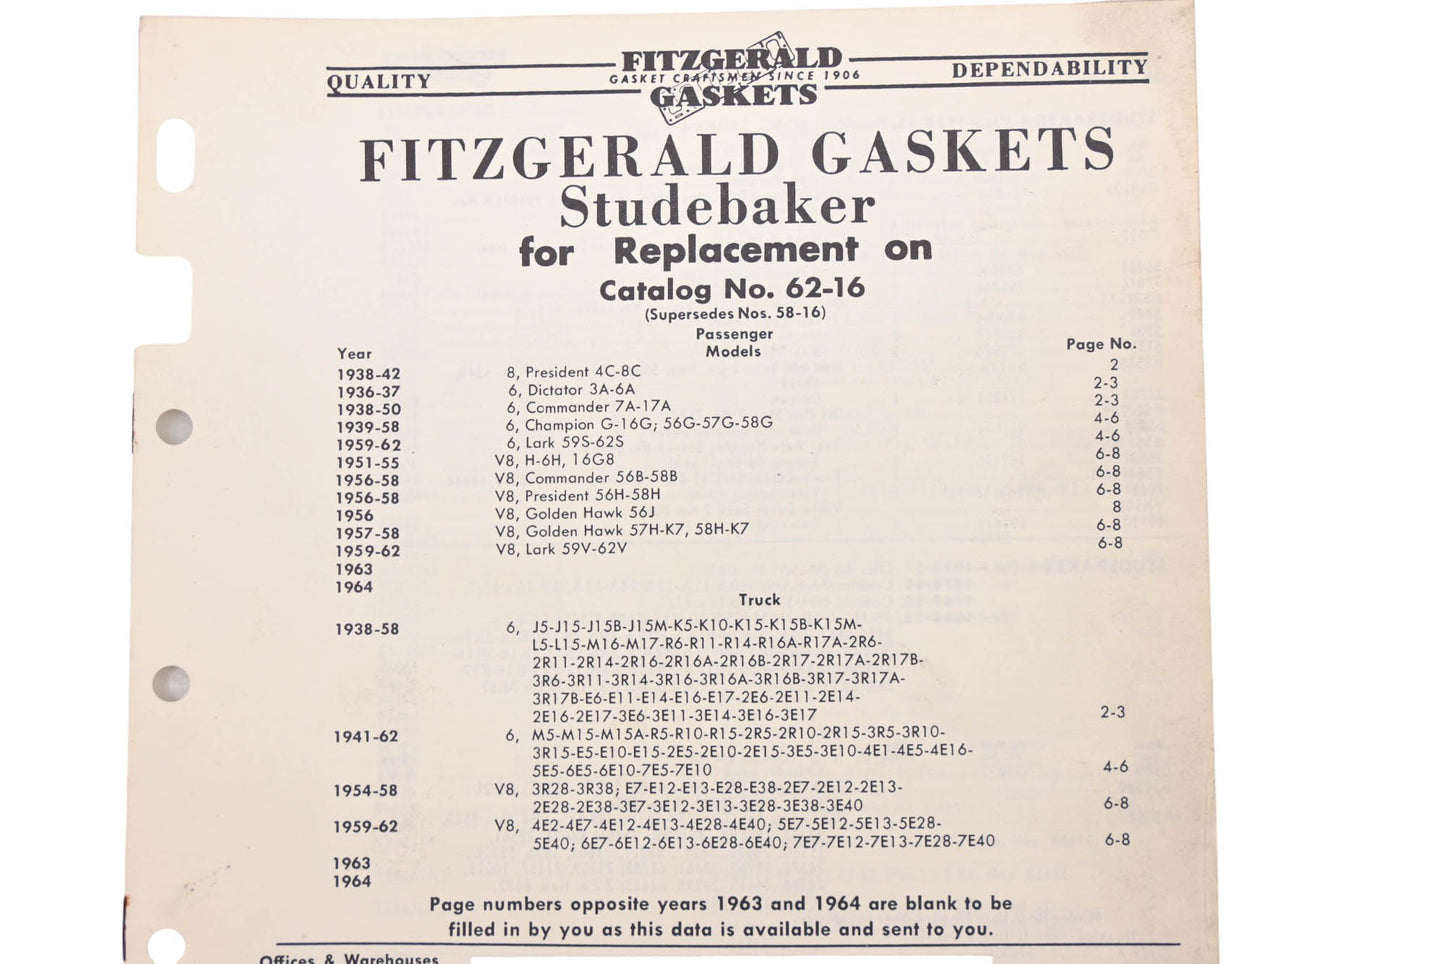 QUALITY
FITZGERALD
GASKET CRAFTSMEN SINCE 1906
GASKETS
DEPENDABILITY
FITZGERALD GASKETS
Studebaker
for Replacement on
Catalog No. 62-16
(Supersedes Nos. 58-16)
Passenger
Year Models Page No.
1938-42 8, President 4C-8C 2
1936-37 6, Dictator 3A-6A 2-3
1938-50 6, Commander 7A-17A 2-3
1939-58 6, Champion G-16G; 56G-57G-58G 4-6
1959-62 6, Lark 59S-62S 4-6
1951-55 V8, H-6H, 16G8 6-8
1956-58 V8, Commander 56B-58B 6-8
1956-58 V8, President 56H-58H 6-8
1956 V8, Golden Hawk 56J 8
1957-58 V8, Golden Hawk 57H-K7, 58H-K7 6-8
1959-62 V8, Lark 59V-62V 6-8
1963
1964
Truck
1938-58 6, J5-J15-J15B-J15M-K5-K10-K15-K15B-K15M-
L5-L15-M16-M17-R6-R11-R14-R16A-R17A-2R6-
2R11-2R14-2R16-2R16A-2R16B-2R17-2R17A-2R17B-
3R6-3R11-3R14-3R16-3R16A-3R16B-3R17-3R17A-
3R17B-E6-E11-E14-E16-E17-2E6-2E11-2E14-
2E16-2E17-3E6-3E11-3E14-3E16-3E17 2-3
1941-62 6, M5-M15-M15A-R5-R10-R15-2R5-2R10-2R15-3R5-3R10-
3R15-E5-E10-E15-2E5-2E10-2E15-3E5-3E10-4E1-4E5-4E16-
5E5-6E5-6E10-7E5-7E10 4-6
1954-58 V8, 3R28-3R38; E7-E12-E13-E28-E38-2E7-2E12-2E13-
2E28-2E38-3E7-3E12-3E13-3E28-3E38-3E40 6-8
1959-62 V8, 4E2-4E7-4E12-4E13-4E28-4E40; 5E7-5E12-5E13-5E28-
5E40; 6E7-6E12-6E13-6E28-6E40; 7E7-7E12-7E13-7E28-7E40 6-8
1963
1964
Page numbers opposite years 1963 and 1964 are blank to be
filled in by you as this data is available and sent to you.
Offices & Warehouses